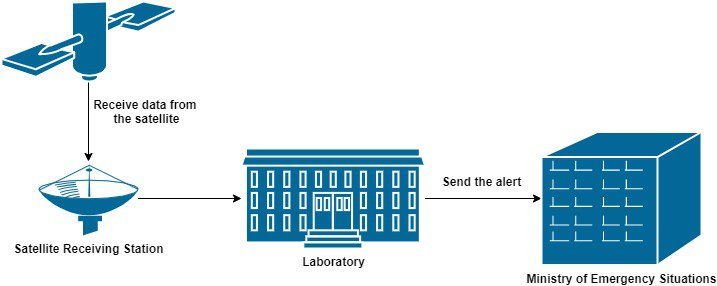 Receive data from
the satellite
Send the alert
Satellite Receiving Station
Laboratory
Ministry of Emergency Situations